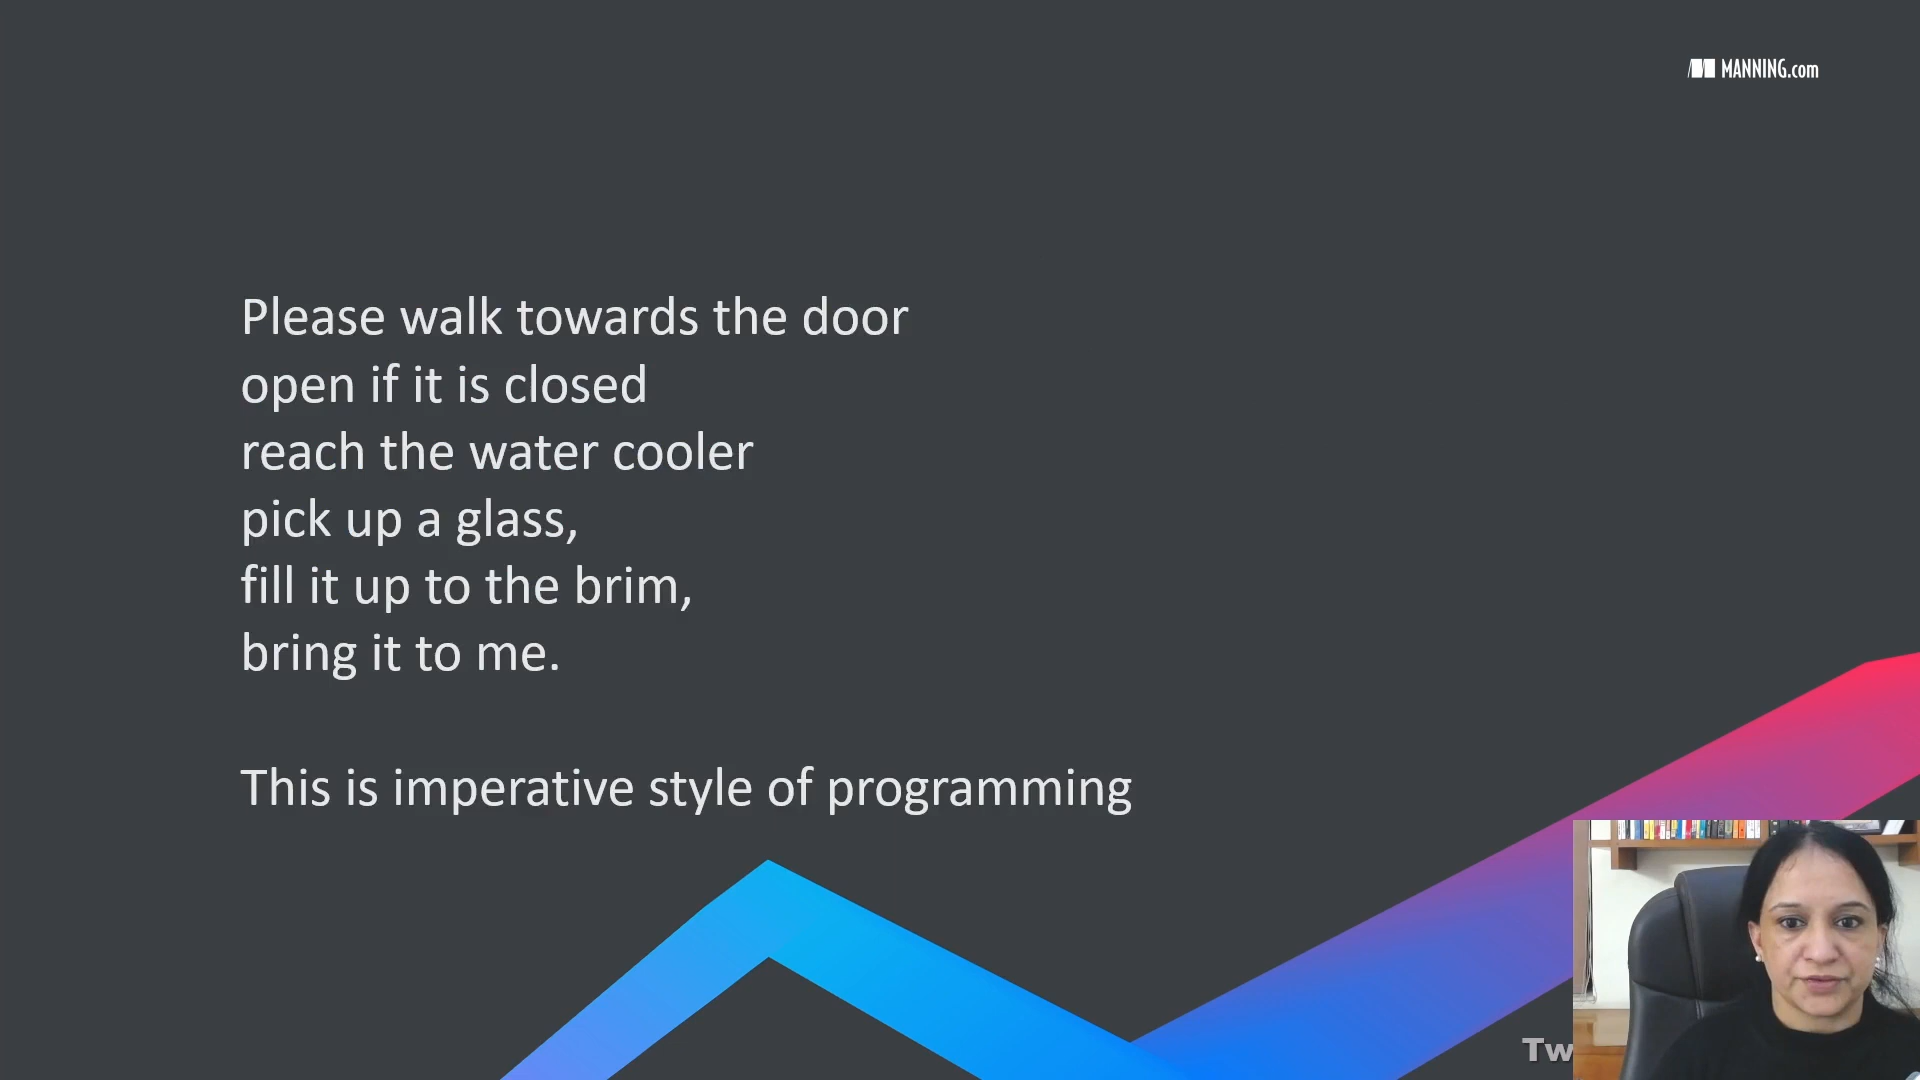 MANNING.com
Please walk towards the door
open if it is closed
reach the water cooler
pick up a glass,
fill it up to the brim,
bring it to me.
This is imperative style of programming
Tw